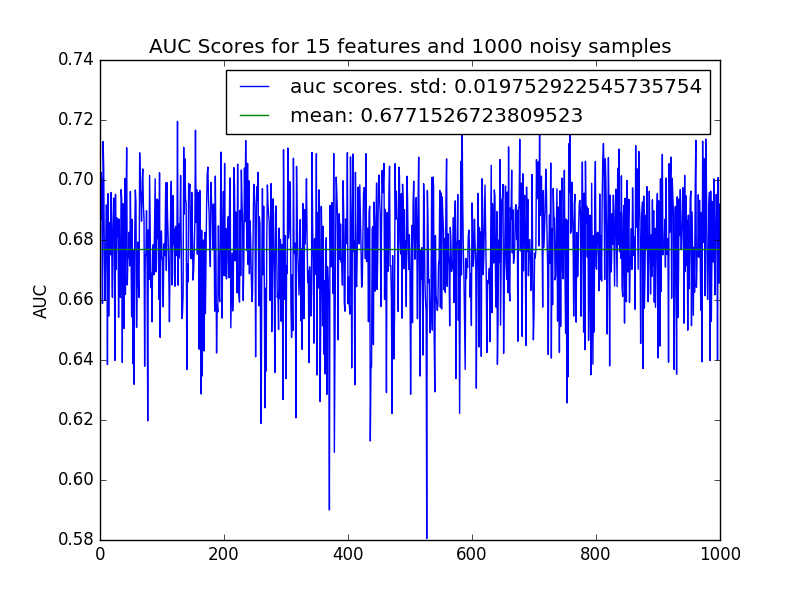 AUC Scores for 15 features and 1000 noisy samples
auc scores. std: 0.019752922545735754
mean: 0.6771526723809523
AUC
0.74
0.72
0.70
0.68
0.66
0.64
0.62
0.60
0.58
0 200 400 600 800 1000